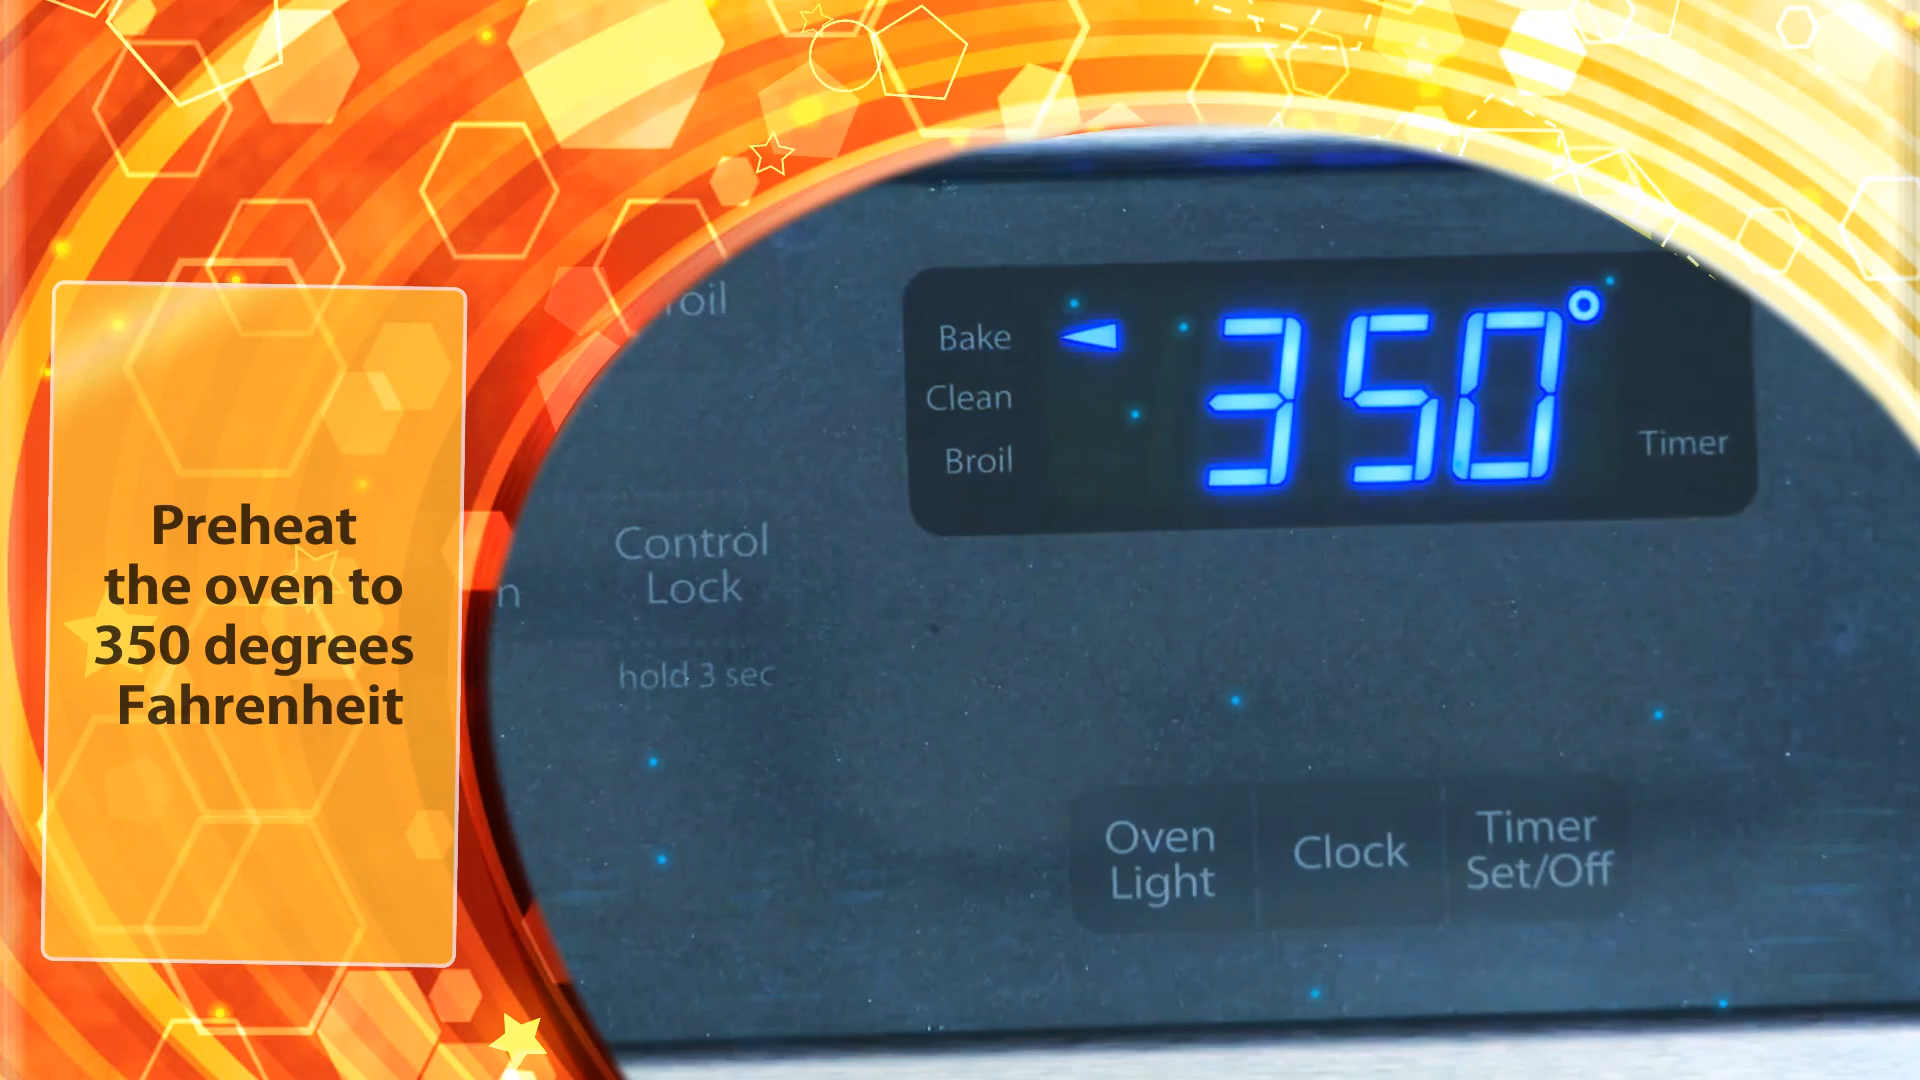 Preheat
the oven to
350 degrees
Fahrenheit
oil
Bake
Clean
Broil
350°
Timer
n
Control
Lock
hold 3 sec
Oven
Light
Clock
Timer
Set/Off